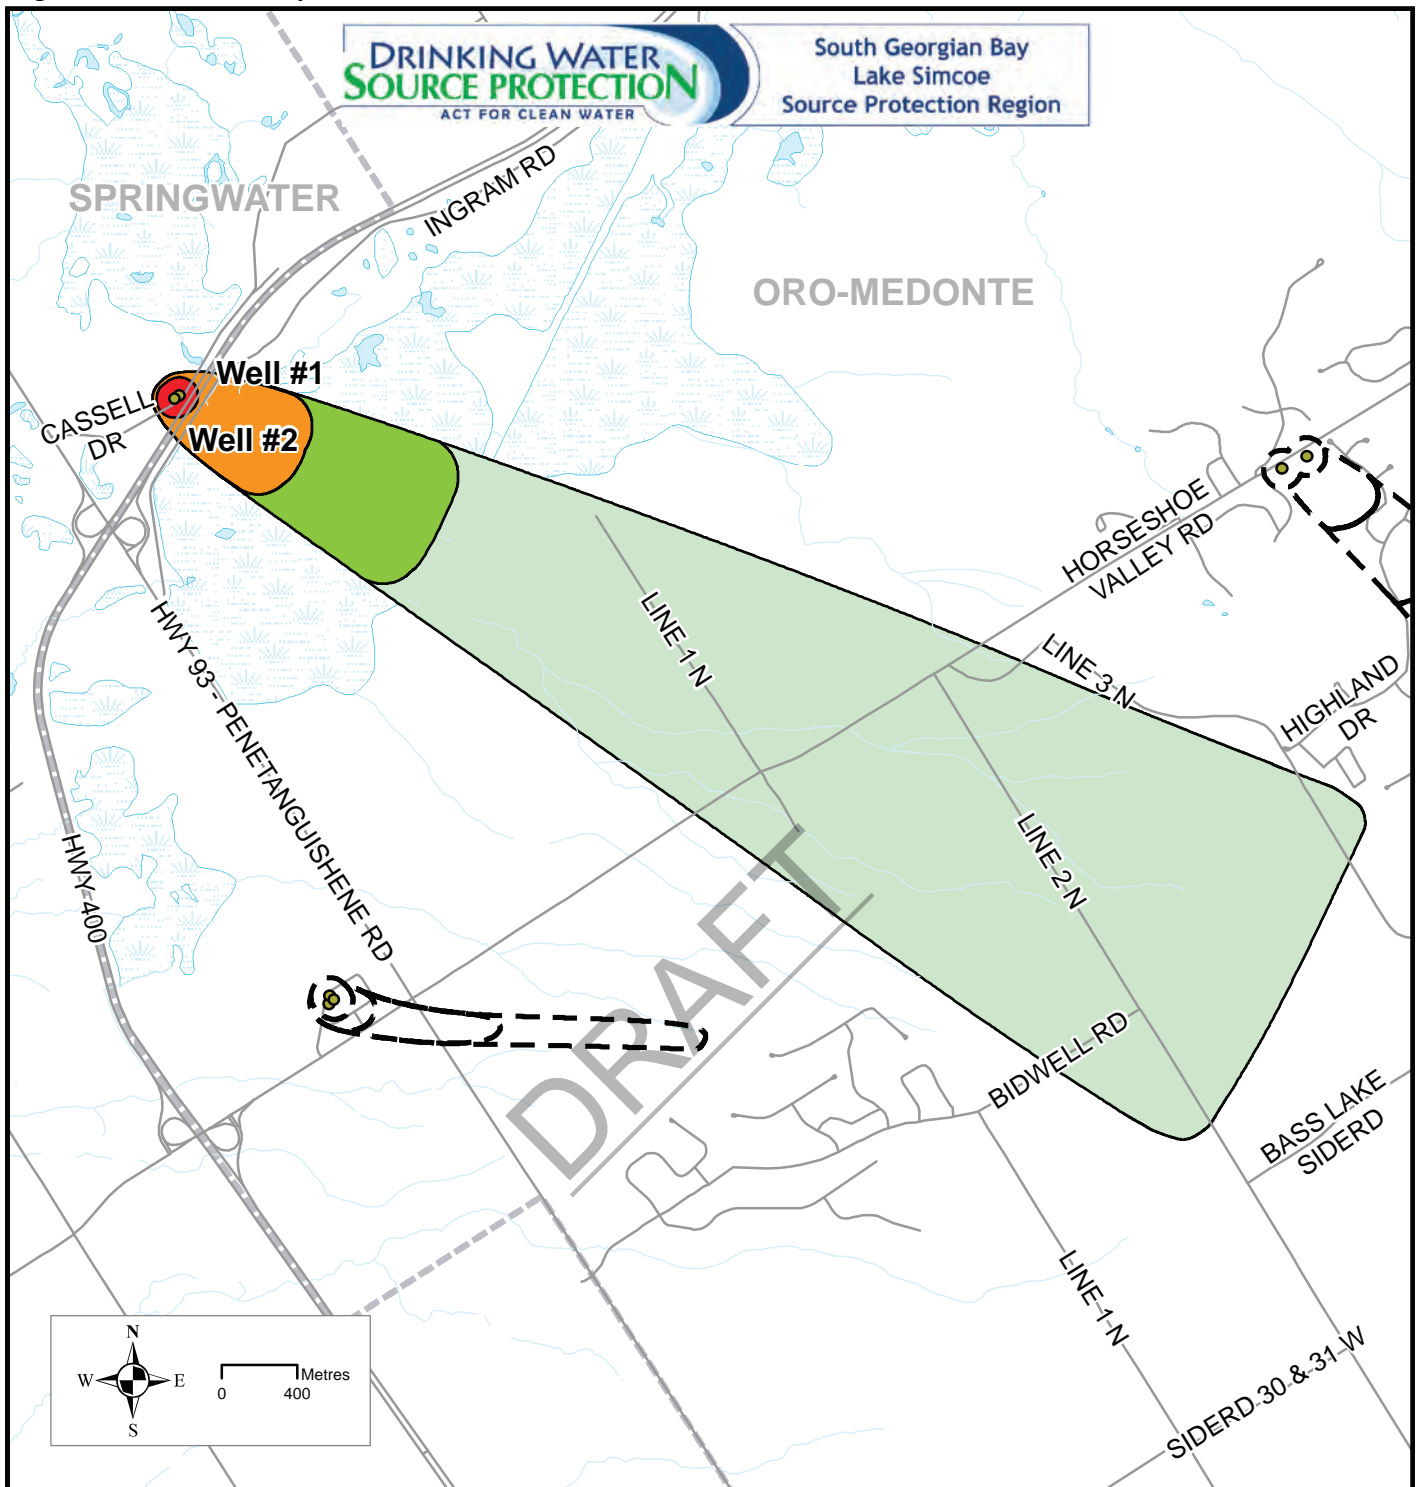 DRINKING WATER
SOURCE PROTECTION
ACT FOR CLEAN WATER
South Georgian Bay
Lake Simcoe
Source Protection Region
SPRINGWATER
INGRAM RD
ORO-MEDONTE
Well #1
CASSELL
DR
Well #2
HORSESHOE
VALLEY RD
LINE 1 N
HWY 93 - PENETANGUISHENE RD
LINE 3 N
HIGHLAND
DR
HWY 400
LINE 2 N
DRAFT
BIDWELL RD
BASS LAKE
SIDERD
LINE 1 N
SIDERD 30 & 31 W
N
W E
S
Metres
0 400